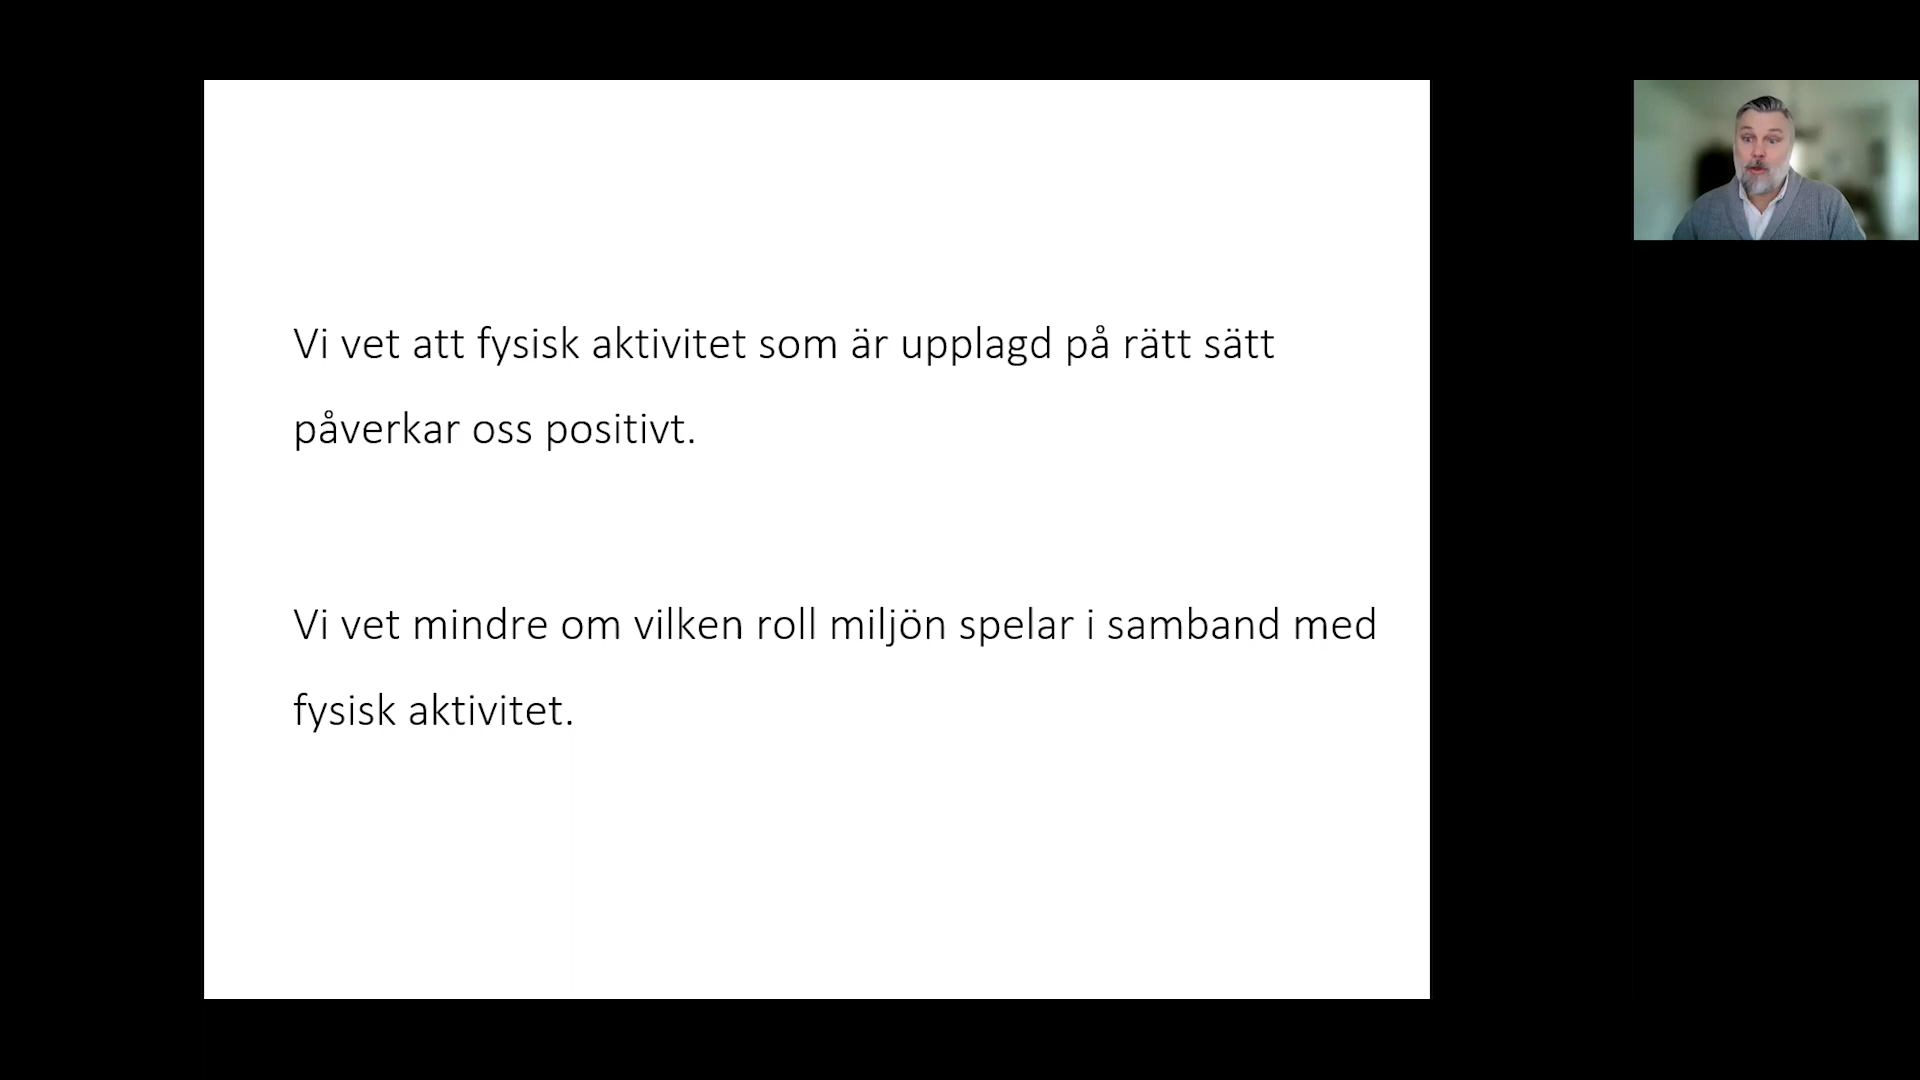 Vi vet att fysisk aktivitet som är upplagd på rätt sätt
påverkar oss positivt.
Vi vet mindre om vilken roll miljön spelar i samband med
fysisk aktivitet.